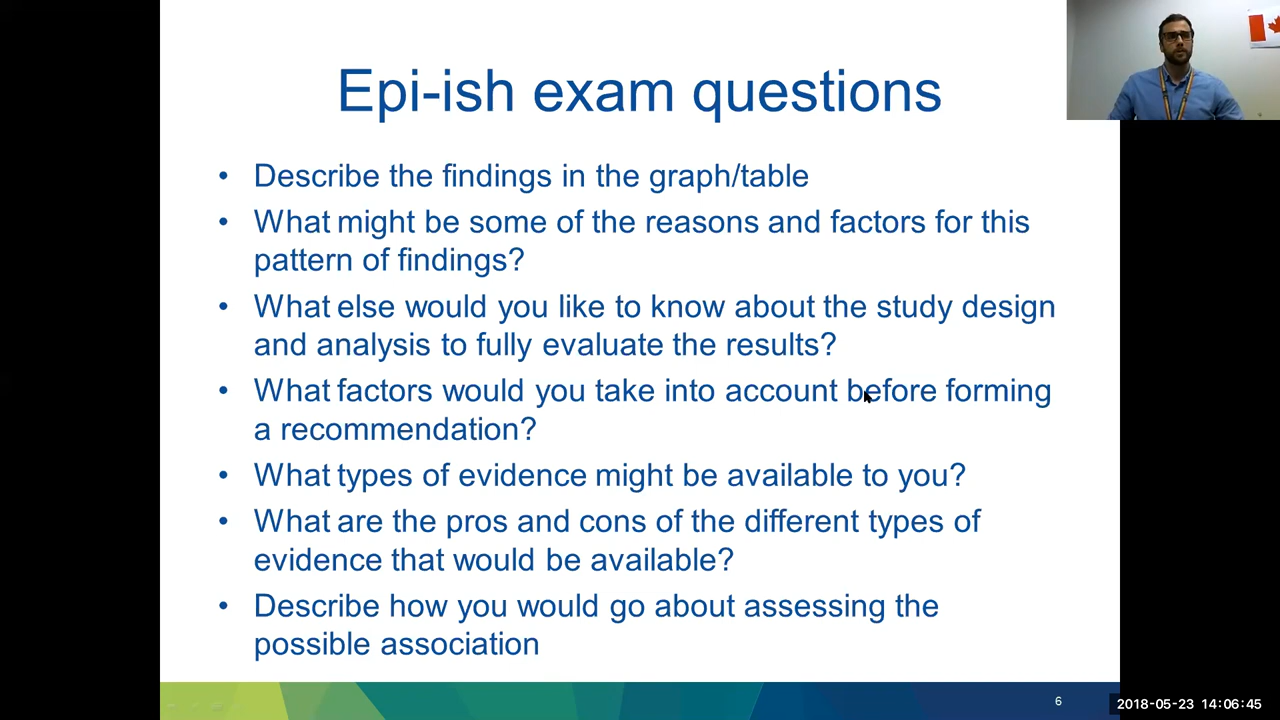 Epi-ish exam questions
• Describe the findings in the graph/table
• What might be some of the reasons and factors for this
pattern of findings?
• What else would you like to know about the study design
and analysis to fully evaluate the results?
• What factors would you take into account before forming
a recommendation?
• What types of evidence might be available to you?
• What are the pros and cons of the different types of
evidence that would be available?
• Describe how you would go about assessing the
possible association
6
2018-05-23 14:06:45